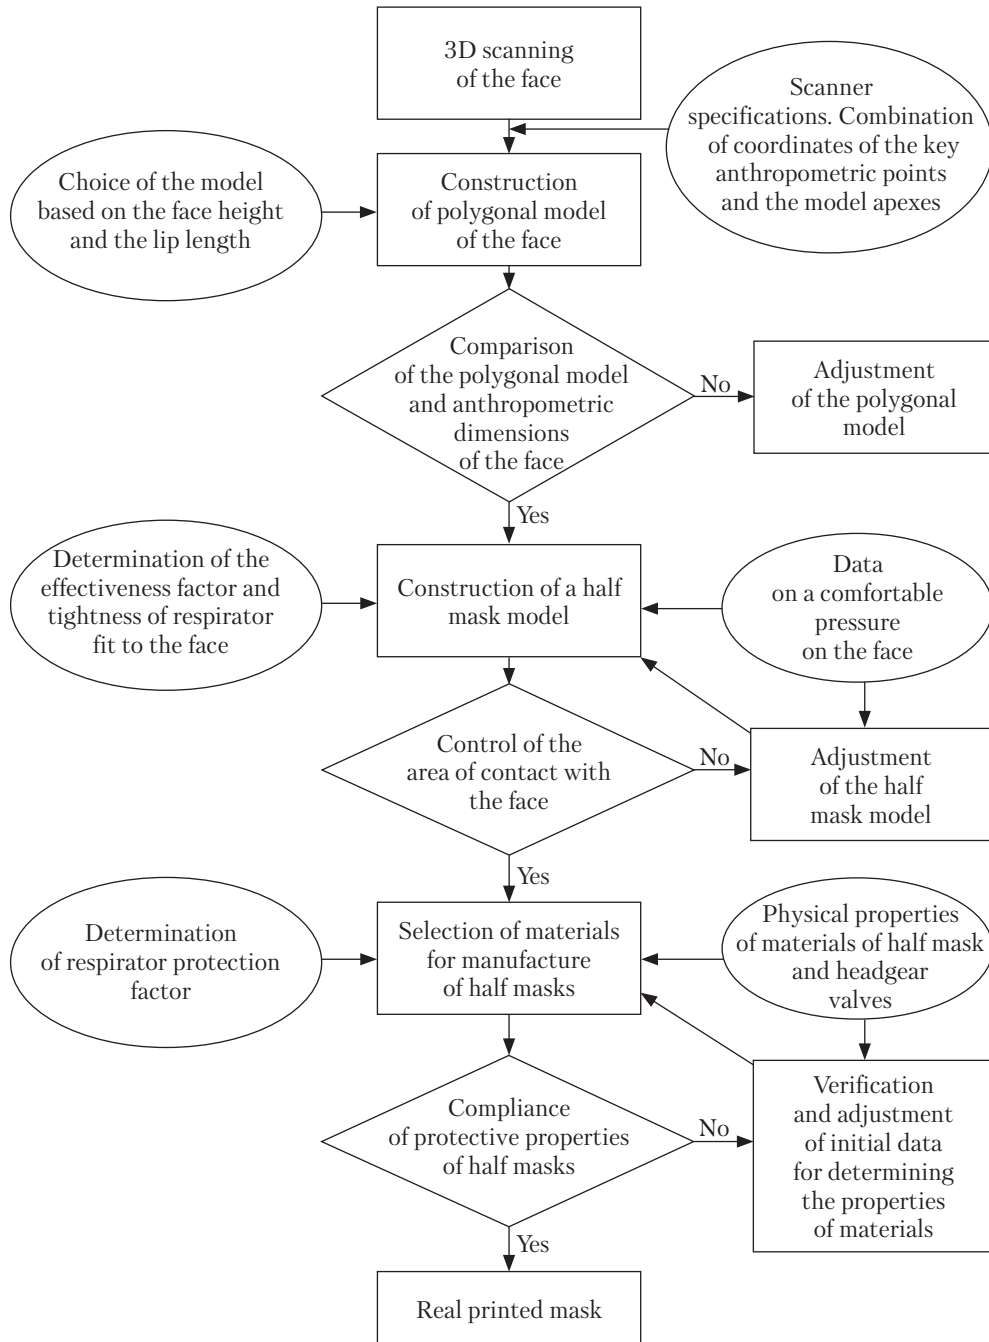 3D scanning
of the face
Scanner
specifications. Combination
of coordinates of the key
anthropometric points
and the model apexes
Choice of the model
based on the face height
and the lip length
Construction
of polygonal model
of the face
Comparison
of the polygonal model
and anthropometric
dimensions
of the face
No
Adjustment
of the polygonal
model
Yes
Determination of the
effectiveness factor and
tightness of respirator
fit to the face
Construction of a half
mask model
Data
on a comfortable
pressure
on the face
Control of the
area of contact with
the face
No
Adjustment
of the half
mask model
Yes
Determination
of respirator protection
factor
Selection of materials
for manufacture
of half masks
Physical properties
of materials of half mask
and headgear
valves
Compliance
of protective properties
of half masks
No
Verification
and adjustment
of initial data
for determining
the properties
of materials
Yes
Real printed mask